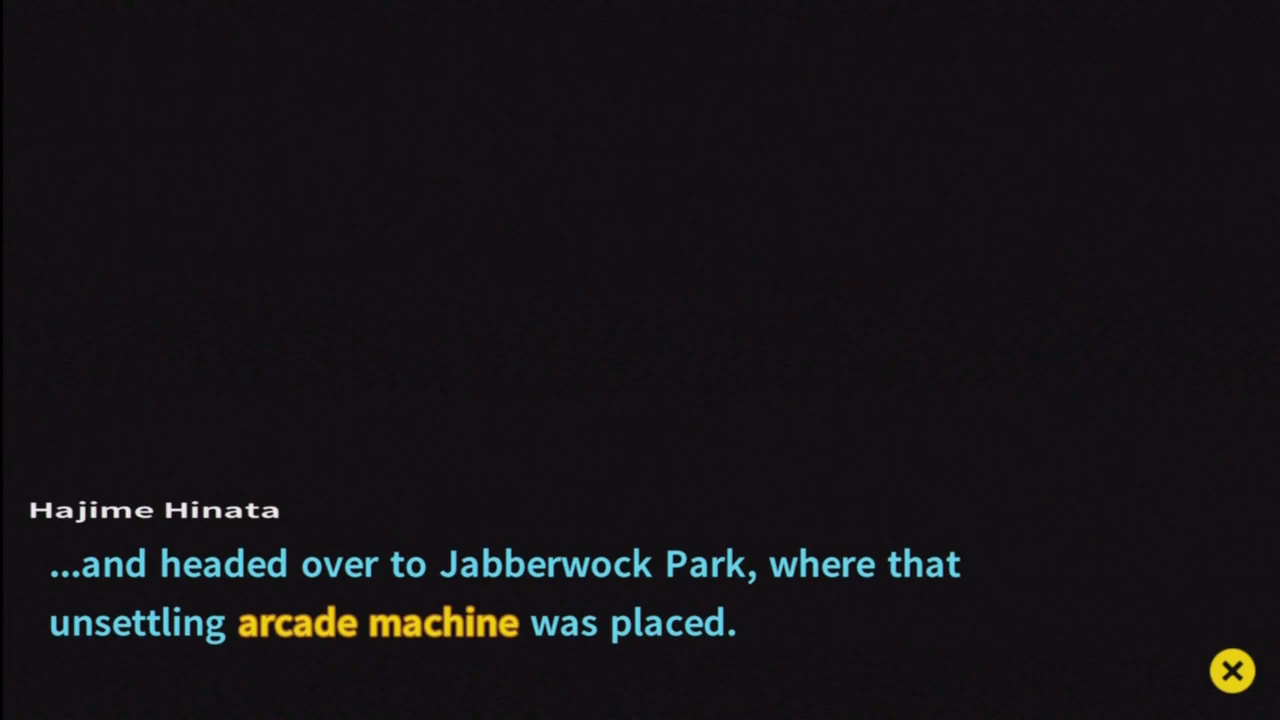 Hajime Hinata
...and headed over to Jabberwock Park, where that
unsettling arcade machine was placed.